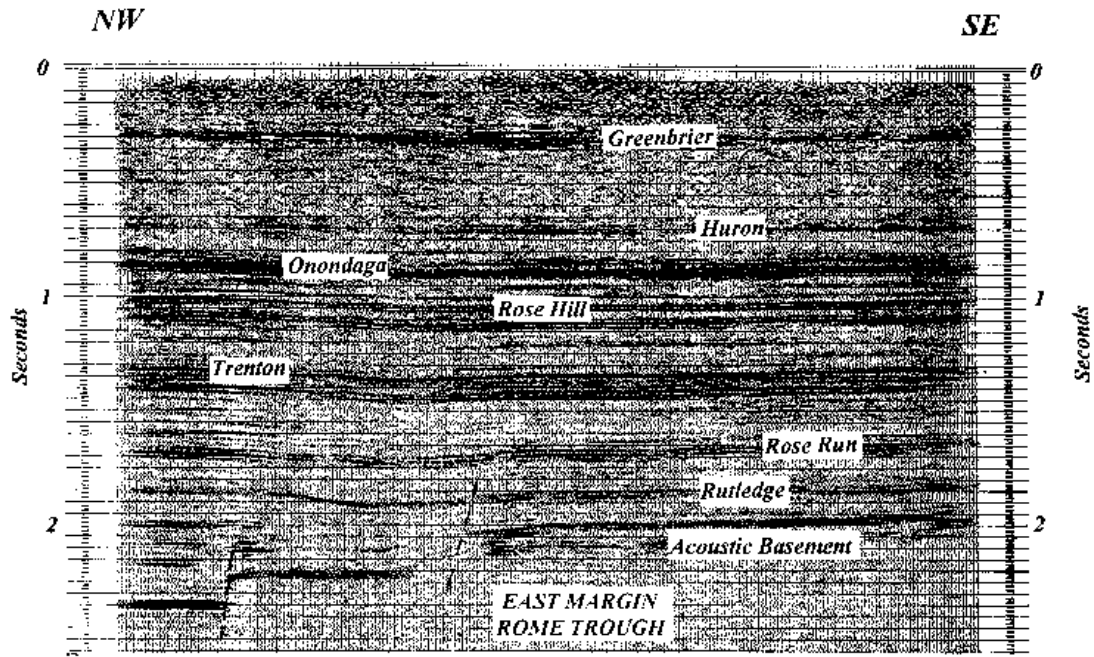 NW
SE
0
0
Greenbrier
Huron
Onondaga
1
Rose Hill
1
Seconds
Seconds
Trenton
Rose Run
Rutledge
2
2
Acoustic Basement
EAST MARGIN
ROME TROUGH